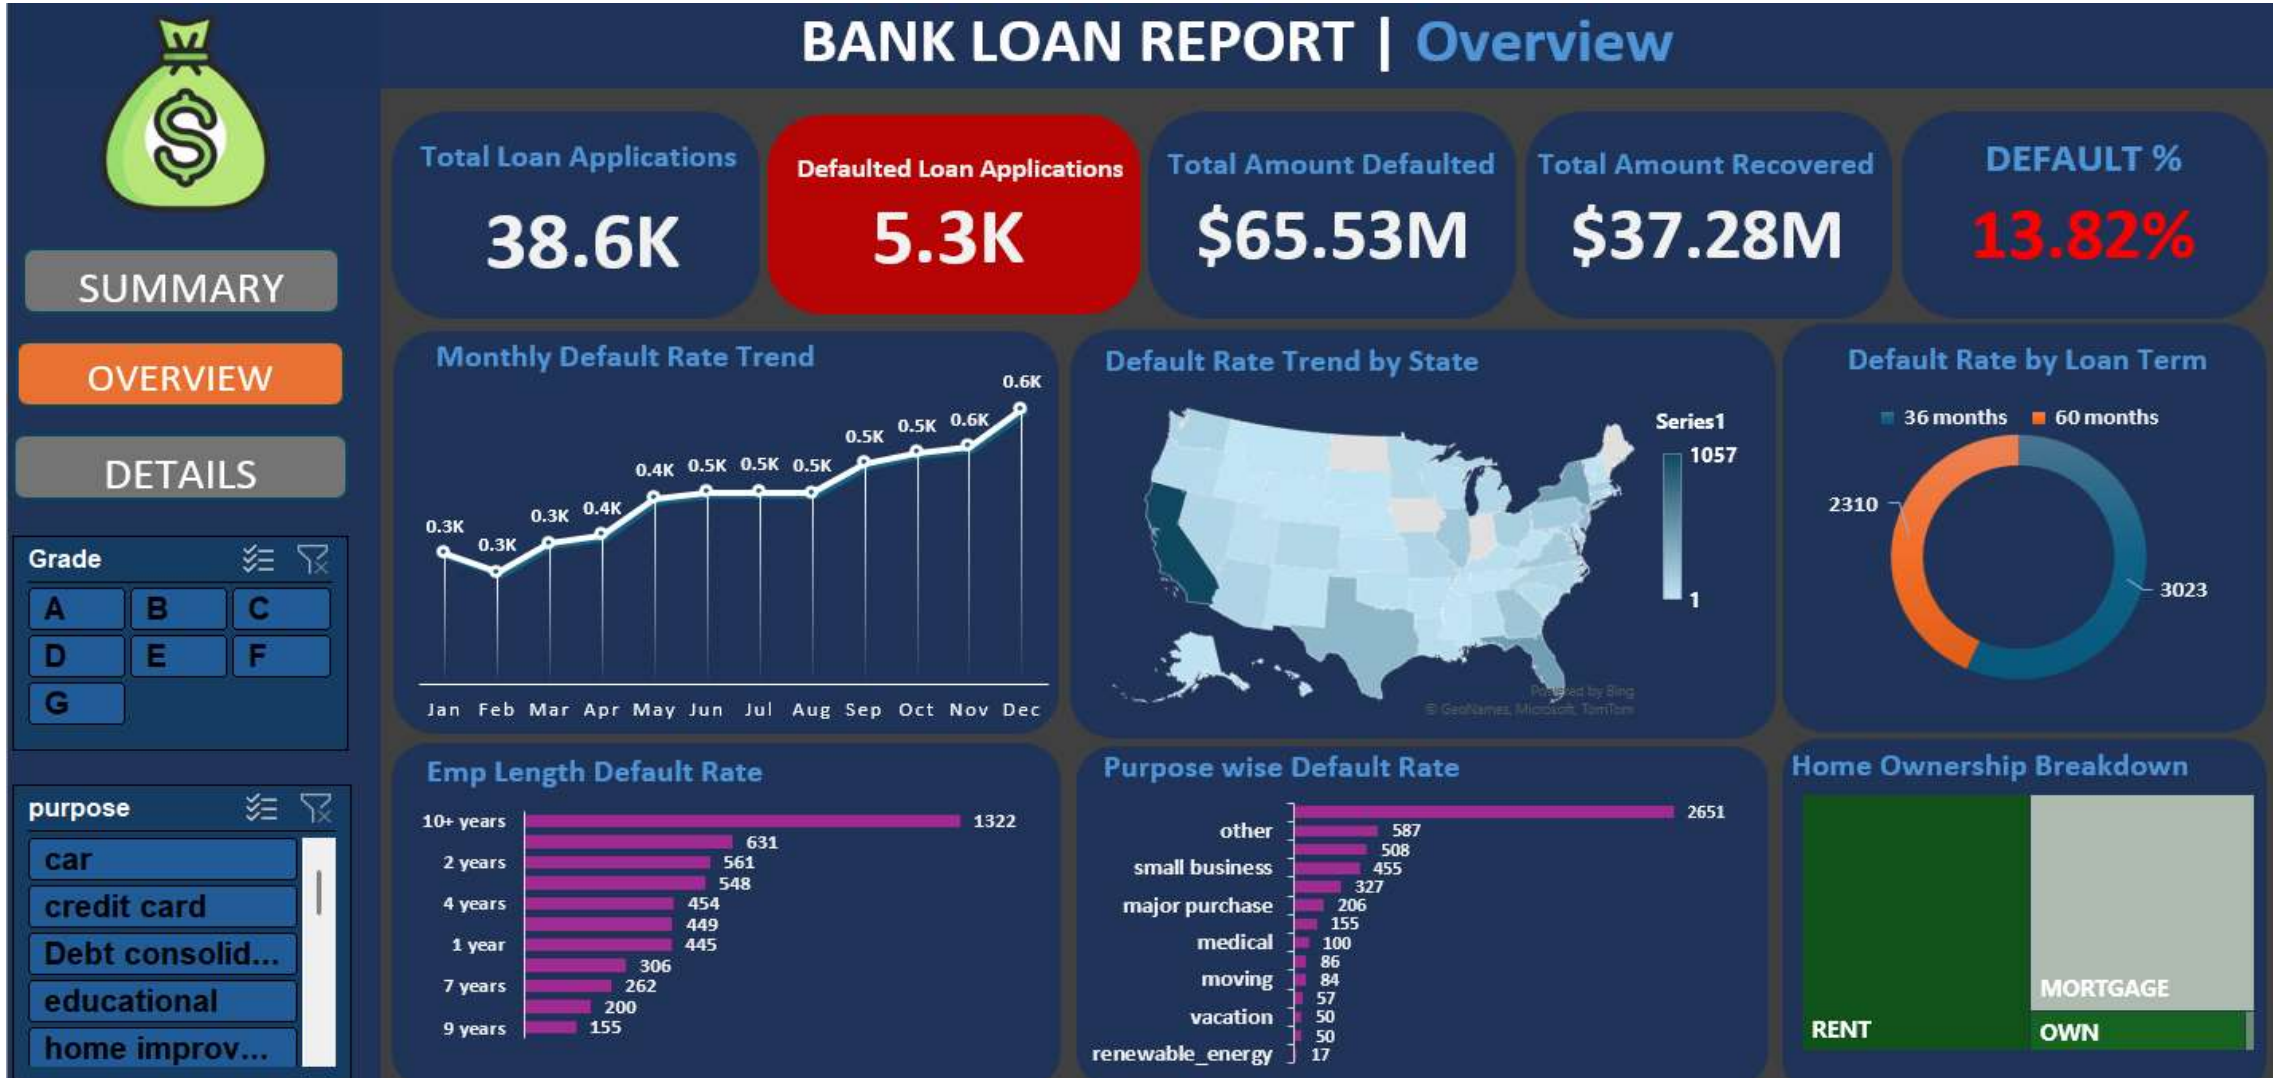 BANK LOAN REPORT | Overview
SUMMARY
OVERVIEW
DETAILS
Grade
A B C
D E F
G
purpose
car
credit card
Debt consolid...
educational
home improv...
Total Loan Applications
38.6K
Defaulted Loan Applications
5.3K
Total Amount Defaulted
$65.53M
Total Amount Recovered
$37.28M
DEFAULT %
13.82%
Monthly Default Rate Trend
0.3K 0.3K 0.3K 0.4K 0.4K 0.5K 0.5K 0.5K 0.5K 0.5K 0.6K 0.6K
Jan Feb Mar Apr May Jun Jul Aug Sep Oct Nov Dec
Default Rate Trend by State
Series1
1057
1
Powered by Bing
© GeoNames, Microsoft, TomTom
Default Rate by Loan Term
36 months 60 months
2310
3023
Emp Length Default Rate
10+ years 1322
631
2 years 561
548
4 years 454
449
1 year 445
306
7 years 262
200
9 years 155
Purpose wise Default Rate
2651
other 587
508
small business 455
327
major purchase 206
155
medical 100
86
moving 84
57
vacation 50
50
renewable_energy 17
Home Ownership Breakdown
RENT
MORTGAGE
OWN
$